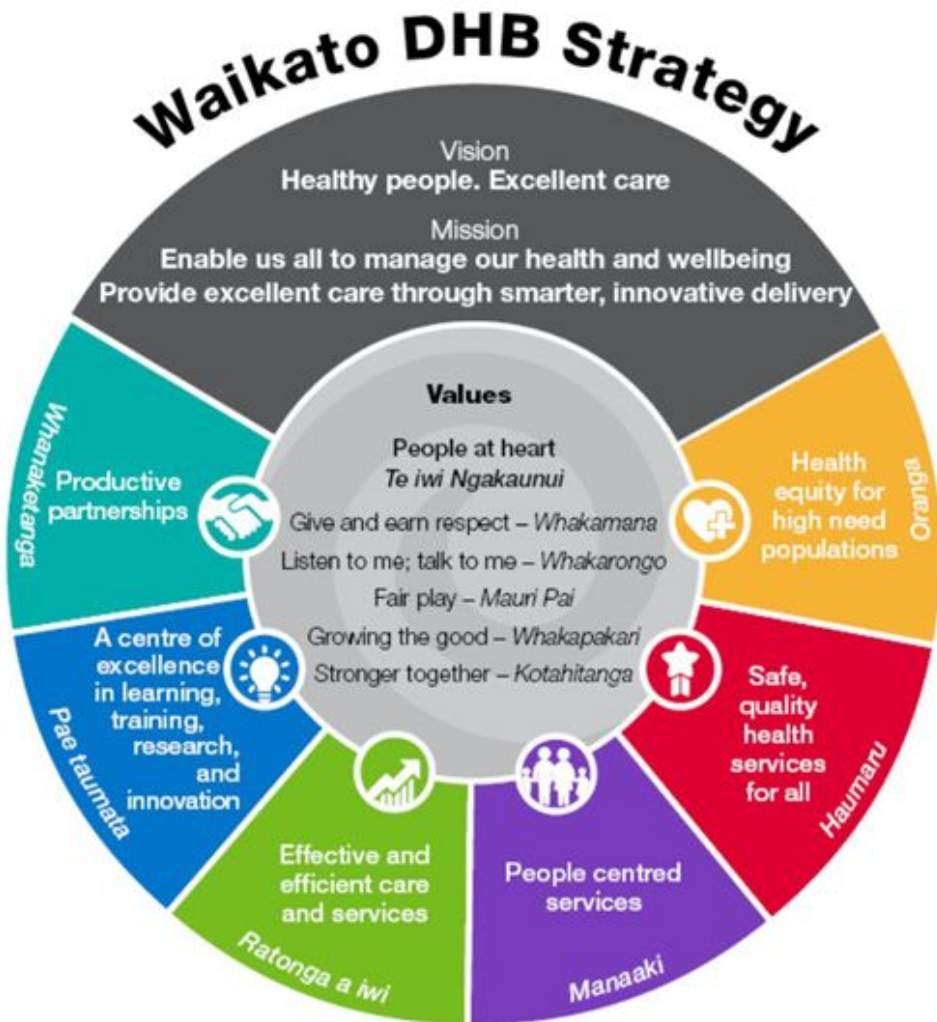 Waikato DHB Strategy
Vision
Healthy people. Excellent care
Mission
Enable us all to manage our health and wellbeing
Provide excellent care through smarter, innovative delivery
Values
People at heart
Te iwi Ngakaunui
Give and earn respect – Whakamana
Listen to me; talk to me – Whakarongo
Fair play – Mauri Pai
Growing the good – Whakapakari
Stronger together – Kotahitanga
Health
equity for
high need
populations
Oranga
Safe,
quality
health
services
for all
Haumaru
People centred
services
Manaaki
Effective and
efficient care
and services
Ratonga a iwi
A centre of
excellence
in learning,
training,
research,
and
innovation
Pae taumata
Productive
partnerships
Whanaketanga